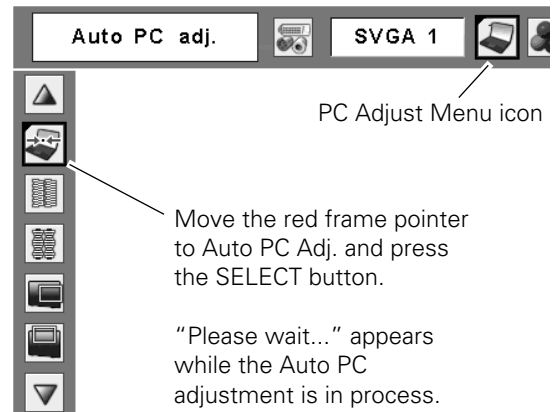 Auto PC adj.
SVGA 1
PC Adjust Menu icon
Move the red frame pointer
to Auto PC Adj. and press
the SELECT button.
“Please wait...” appears
while the Auto PC
adjustment is in process.